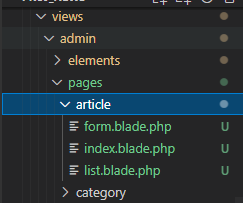 views
admin
elements
pages
article
form.blade.php U
index.blade.php U
list.blade.php U
category